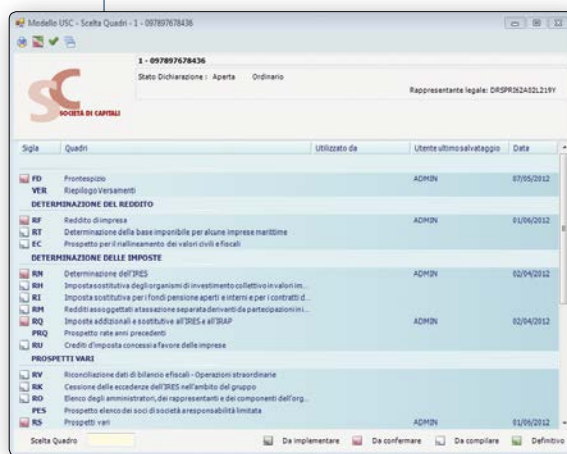 Modello USC - Scelta Quadri - 1 - 097897678436
1 - 097897678436
Stato Dichiarazione : Aperta Ordinario
Rappresentante legale: DRSPRI62A02L219Y
SC
SOCIETÀ DI CAPITALI
Sigla Quadri Utilizzato da Utente ultimo salvataggio Data
FD Frontespizio ADMIN 07/05/2012
VER Riepilogo Versamenti
DETERMINAZIONE DEL REDDITO
RF Reddito di impresa ADMIN 01/06/2012
RT Determinazione della base imponibile per alcune imprese marittime
EC Prospetto per il riallineamento dei valori civili e fiscali
DETERMINAZIONE DELLE IMPOSTE
RN Determinazione dell'IRES ADMIN 02/04/2012
RH Imposta sostitutiva degli organismi di investimento collettivo in valori im...
RI Imposta sostitutiva per i fondi pensione aperti e interni e per i contratti d...
RM Redditi assoggettati a tassazione separata derivanti da partecipazioni in i...
RQ Imposte addizionali e sostitutive all'IRES e all'IRAP ADMIN 02/04/2012
PRQ Prospetto rate anni precedenti
RU Crediti d'imposta concessi a favore delle imprese
PROSPETTI VARI
RV Riconciliazione dati di bilancio e fiscali - Operazioni straordinarie
RK Cessione delle eccedenze dell'IRES nell'ambito del gruppo
RO Elenco degli amministratori, dei rappresentanti e dei componenti dell'org...
PES Prospetto elenco dei soci di società a responsabilità limitata
RS Prospetti vari ADMIN 01/06/2012
Scelta Quadro Da implementare Da confermare Da compilare Definitivo